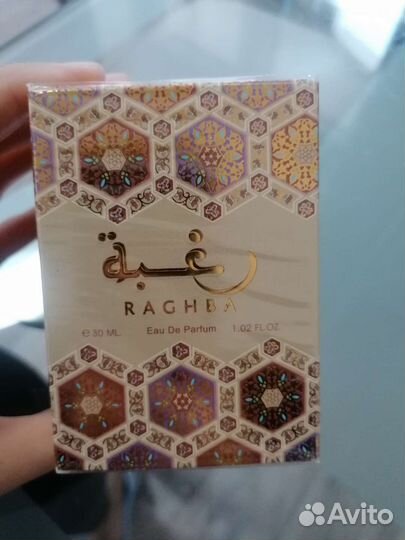 رغبة
RAGHBA
℮ 30 ML. Eau De Parfum 1.02 FL.OZ.
Avito